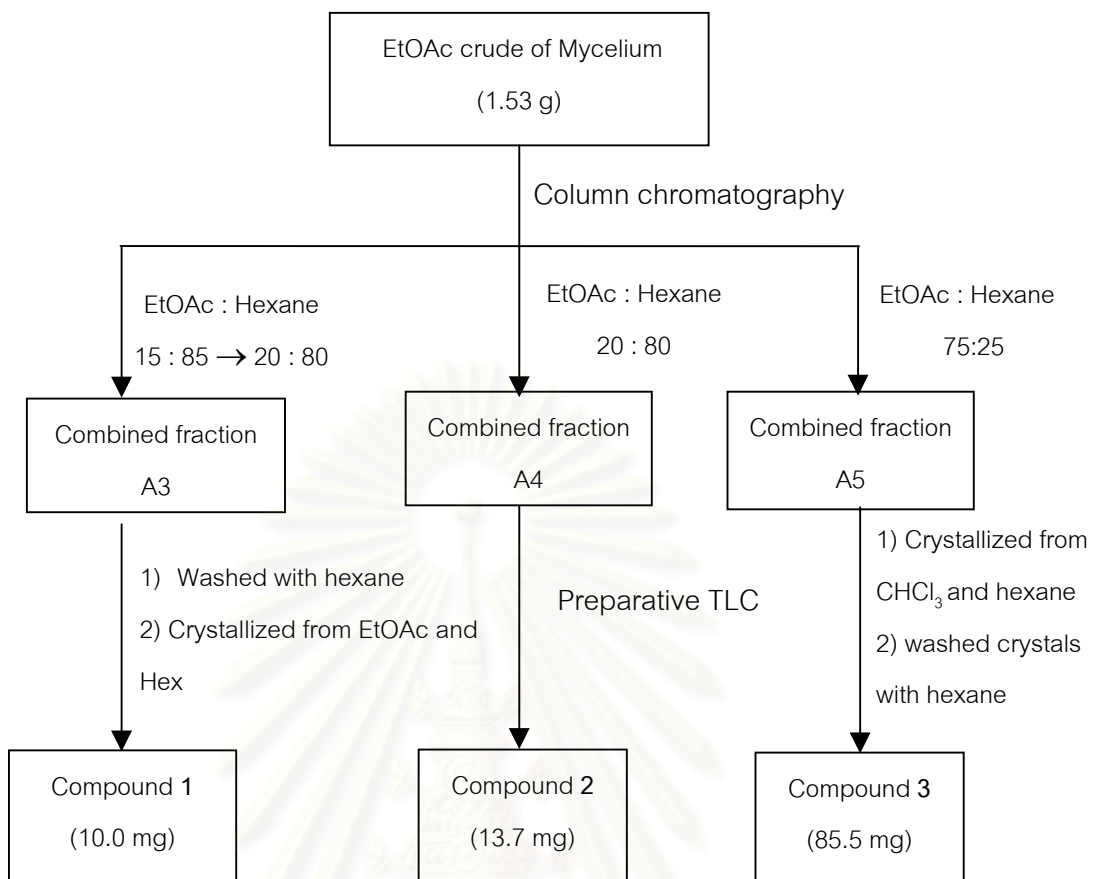 EtOAc crude of Mycelium
(1.53 g)
Column chromatography
EtOAc : Hexane
15 : 85 → 20 : 80
EtOAc : Hexane
20 : 80
EtOAc : Hexane
75:25
Combined fraction
A3
Combined fraction
A4
Combined fraction
A5
1) Washed with hexane
2) Crystallized from EtOAc and
Hex
Preparative TLC
1) Crystallized from
CHCl₃ and hexane
2) washed crystals
with hexane
Compound 1
(10.0 mg)
Compound 2
(13.7 mg)
Compound 3
(85.5 mg)